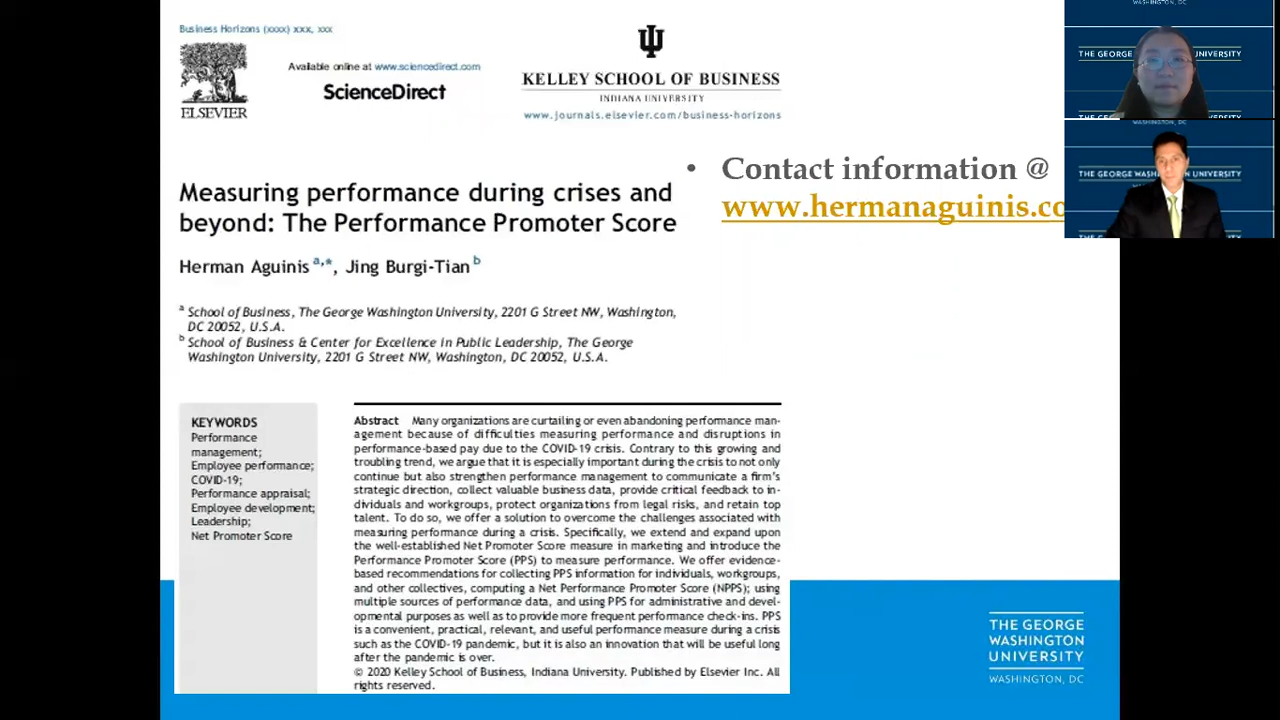 Business Horizons (xxxx) xxx, xxx
ELSEVIER
Available online at www.sciencedirect.com
ScienceDirect
KELLEY SCHOOL OF BUSINESS
INDIANA UNIVERSITY
www.journals.elsevier.com/business-horizons
Measuring performance during crises and
beyond: The Performance Promoter Score
Herman Aguinis a,*, Jing Burgi-Tian b
a School of Business, The George Washington University, 2201 G Street NW, Washington,
DC 20052, U.S.A.
b School of Business & Center for Excellence in Public Leadership, The George
Washington University, 2201 G Street NW, Washington, DC 20052, U.S.A.
KEYWORDS
Performance
management;
Employee performance;
COVID-19;
Performance appraisal;
Employee development;
Leadership;
Net Promoter Score
Abstract Many organizations are curtailing or even abandoning performance man-
agement because of difficulties measuring performance and disruptions in
performance-based pay due to the COVID-19 crisis. Contrary to this growing and
troubling trend, we argue that it is especially important during the crisis to not only
continue but also strengthen performance management to communicate a firm's
strategic direction, collect valuable business data, provide critical feedback to in-
dividuals and workgroups, protect organizations from legal risks, and retain top
talent. To do so, we offer a solution to overcome the challenges associated with
measuring performance during a crisis. Specifically, we extend and expand upon
the well-established Net Promoter Score measure in marketing and introduce the
Performance Promoter Score (PPS) to measure performance. We offer evidence-
based recommendations for collecting PPS information for individuals, workgroups,
and other collectives, computing a Net Performance Promoter Score (NPPS); using
multiple sources of performance data, and using PPS for administrative and devel-
opmental purposes as well as to provide more frequent performance check-ins. PPS
is a convenient, practical, relevant, and useful performance measure during a crisis
such as the COVID-19 pandemic, but it is also an innovation that will be useful long
after the pandemic is over.
© 2020 Kelley School of Business, Indiana University. Published by Elsevier Inc. All
rights reserved.
• Contact information @
www.hermanaguinis.co
THE GEORGE
WASHINGTON
UNIVERSITY
WASHINGTON, DC
WASHINGTON, DC
THE GEORGE UNIVERSITY
WASHINGTON, DC
THE GEORGE WASH UNIVERSITY